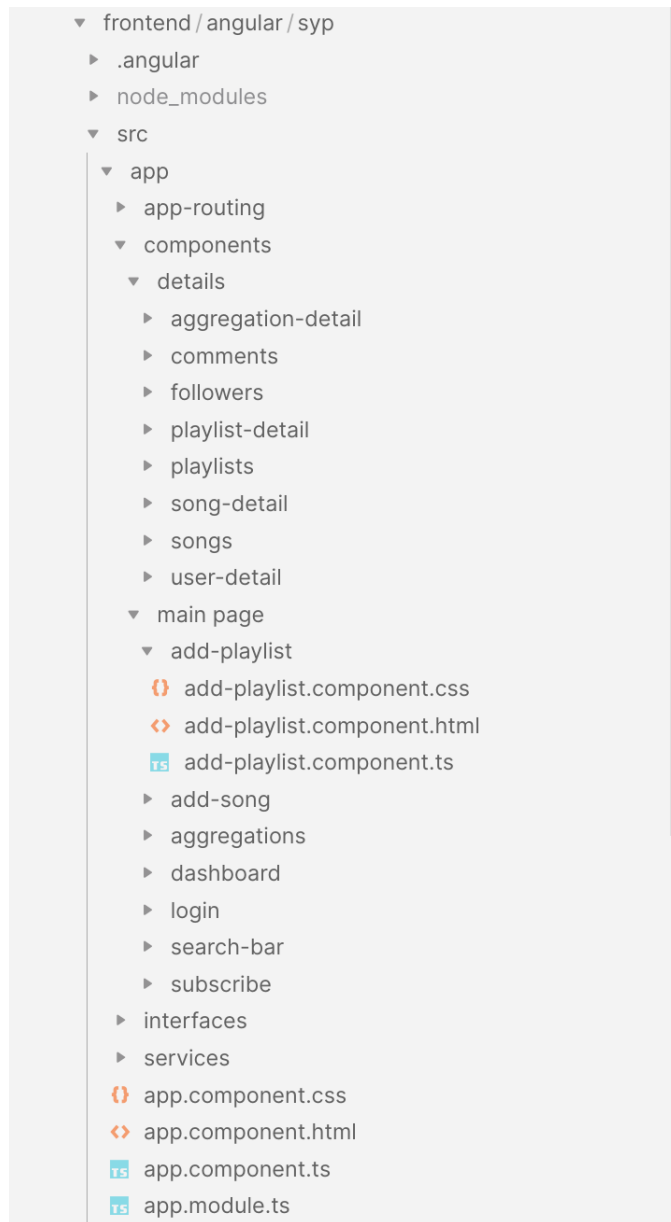 frontend/angular/syp
.angular
node_modules
src
app
app-routing
components
details
aggregation-detail
comments
followers
playlist-detail
playlists
song-detail
songs
user-detail
main page
add-playlist
{} add-playlist.component.css
<> add-playlist.component.html
TS add-playlist.component.ts
add-song
aggregations
dashboard
login
search-bar
subscribe
interfaces
services
{} app.component.css
<> app.component.html
TS app.component.ts
TS app.module.ts